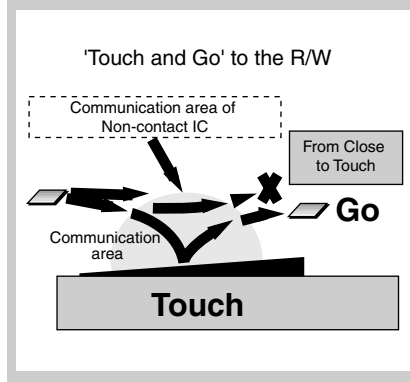 'Touch and Go' to the R/W
Communication area of
Non-contact IC
From Close
to Touch
Go
Communication
area
Touch